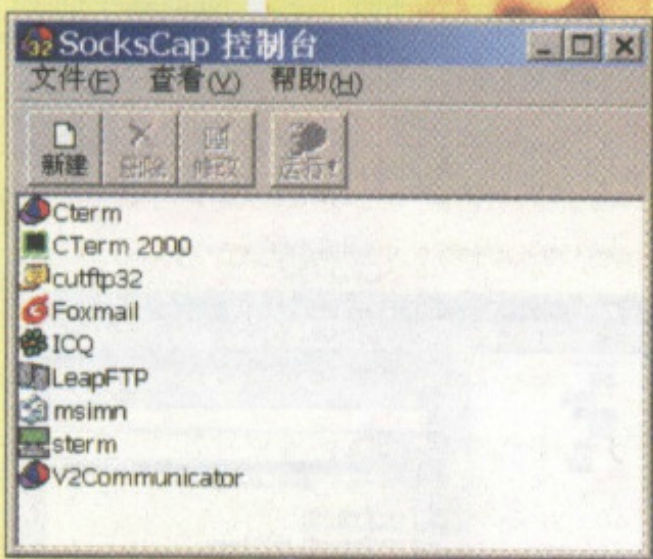 32 SocksCap 控制台
文件(F) 查看(V) 帮助(H)
新建 删除 修改 运行
Cterm
CTerm 2000
cutftp32
Foxmail
ICQ
LeapFTP
msimn
sterm
V2Communicator